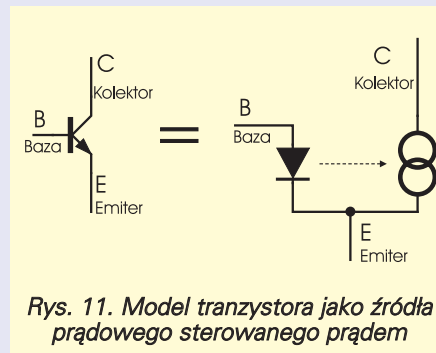 C
Kolektor
B
Baza
E
Emiter
=
C
Kolektor
B
Baza
E
Emiter
Rys. 11. Model tranzystora jako źródła
prądowego sterowanego prądem